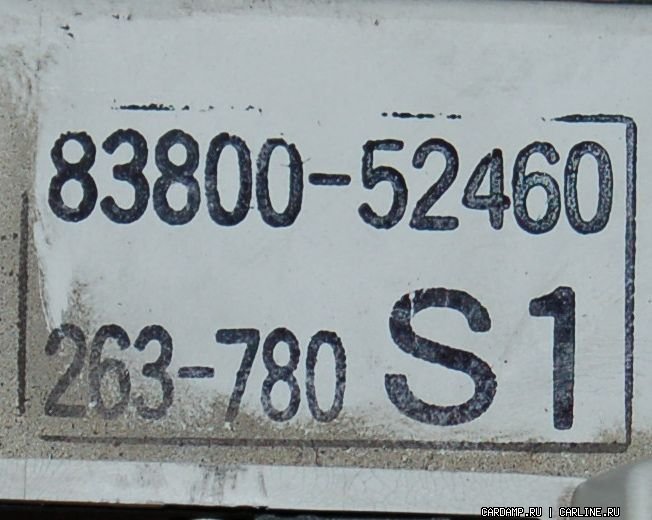 83800-52460
263-780 S1
CARDAMP.RU | CARLINE.RU